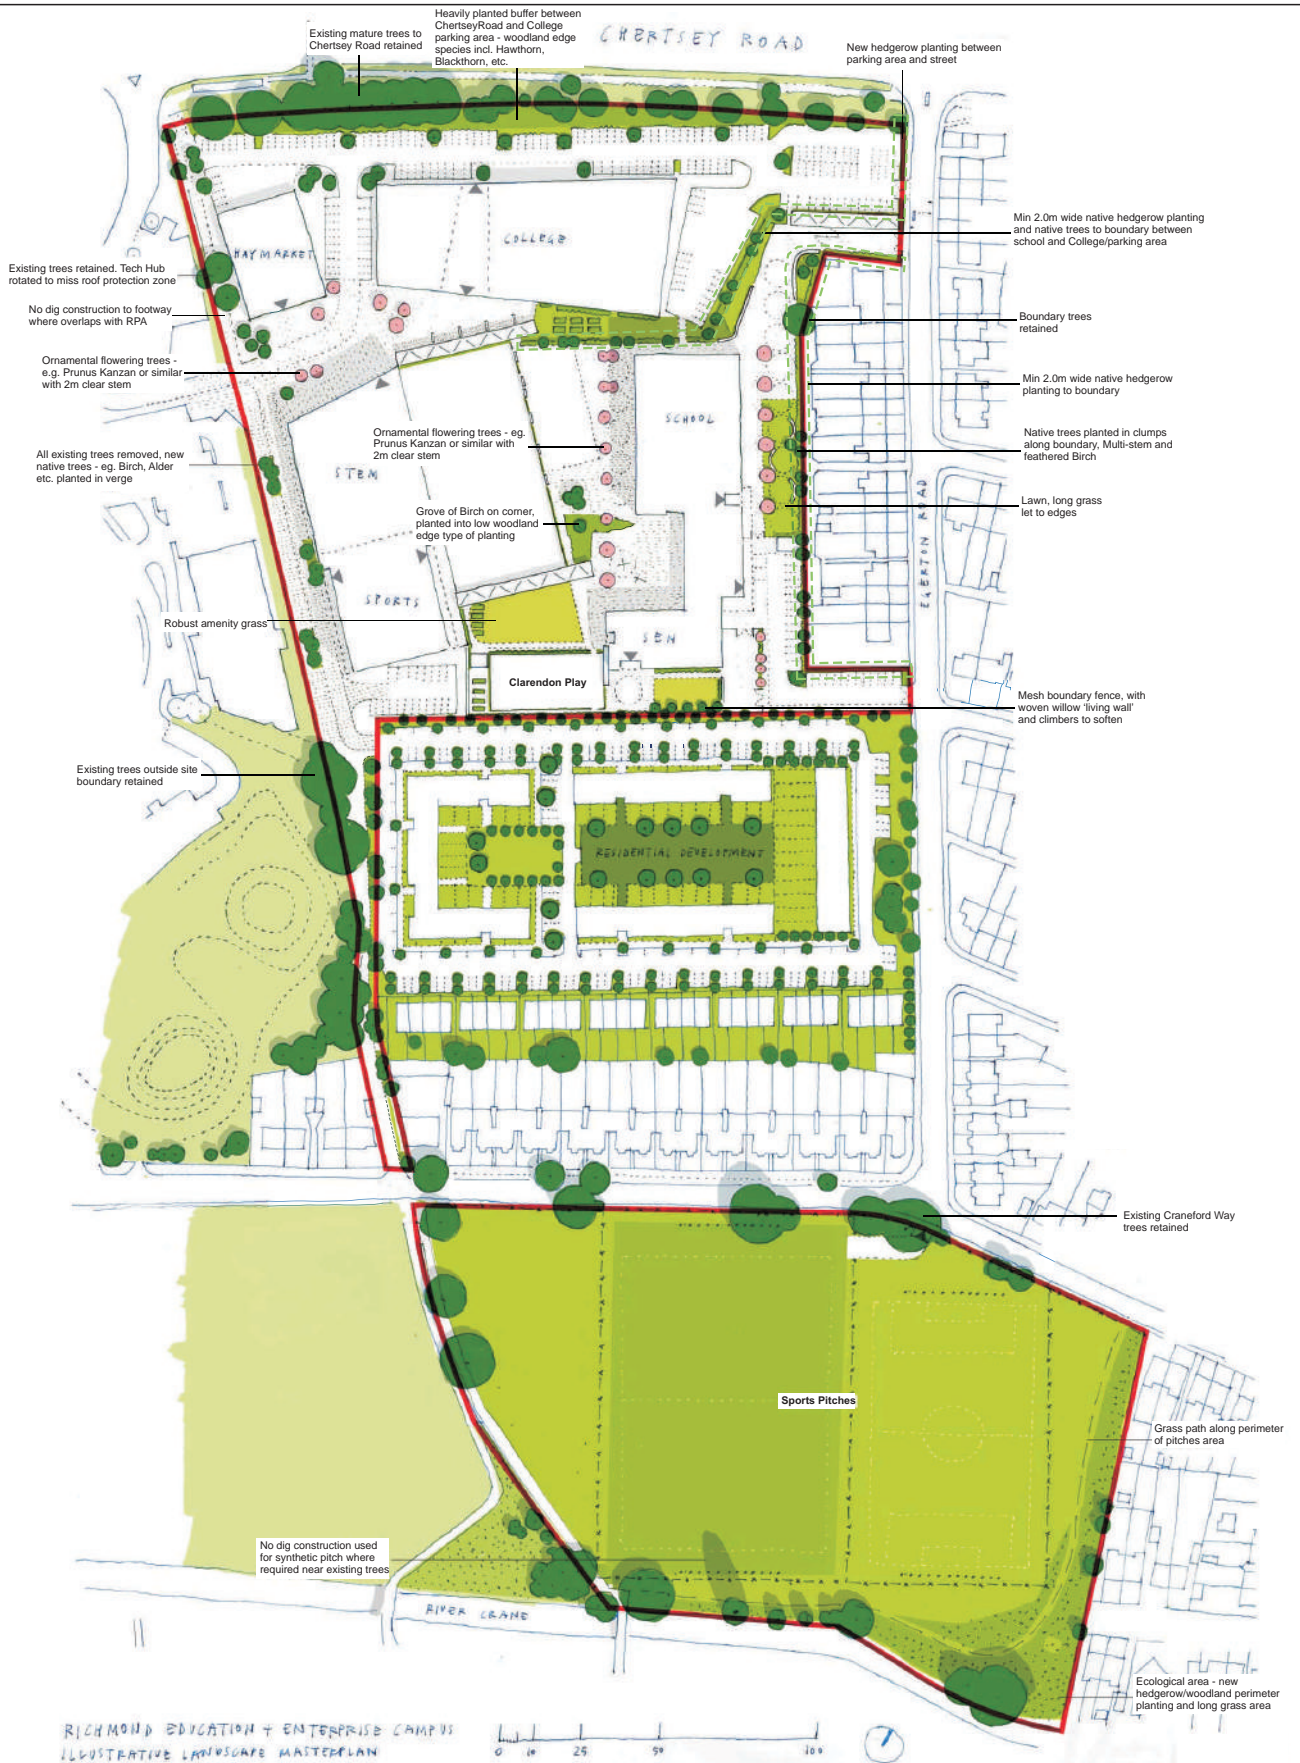 CHERTSEY ROAD
Existing mature trees to
Chertsey Road retained
Heavily planted buffer between
ChertseyRoad and College
parking area - woodland edge
species incl. Hawthorn,
Blackthorn, etc.
New hedgerow planting between
parking area and street
Min 2.0m wide native hedgerow planting
and native trees to boundary between
school and College/parking area
HAYMARKET
COLLEGE
Existing trees retained. Tech Hub
rotated to miss roof protection zone
No dig construction to footway
where overlaps with RPA
Boundary trees
retained
Ornamental flowering trees -
e.g. Prunus Kanzan or similar
with 2m clear stem
Min 2.0m wide native hedgerow
planting to boundary
SCHOOL
Ornamental flowering trees - eg.
Prunus Kanzan or similar with
2m clear stem
Native trees planted in clumps
along boundary, Multi-stem and
feathered Birch
All existing trees removed, new
native trees - eg. Birch, Alder
etc. planted in verge
STEM
Lawn, long grass
let to edges
Grove of Birch on corner,
planted into low woodland
edge type of planting
EGERTON ROAD
SPORTS
Robust amenity grass
SEN
Clarendon Play
Mesh boundary fence, with
woven willow 'living wall'
and climbers to soften
Existing trees outside site
boundary retained
RESIDENTIAL DEVELOPMENT
Existing Craneford Way
trees retained
Sports Pitches
Grass path along perimeter
of pitches area
No dig construction used
for synthetic pitch where
required near existing trees
RIVER CRANE
Ecological area - new
hedgerow/woodland perimeter
planting and long grass area
RICHMOND EDUCATION + ENTERPRISE CAMPUS
ILLUSTRATIVE LANDSCAPE MASTERPLAN
0 10 25 50 100